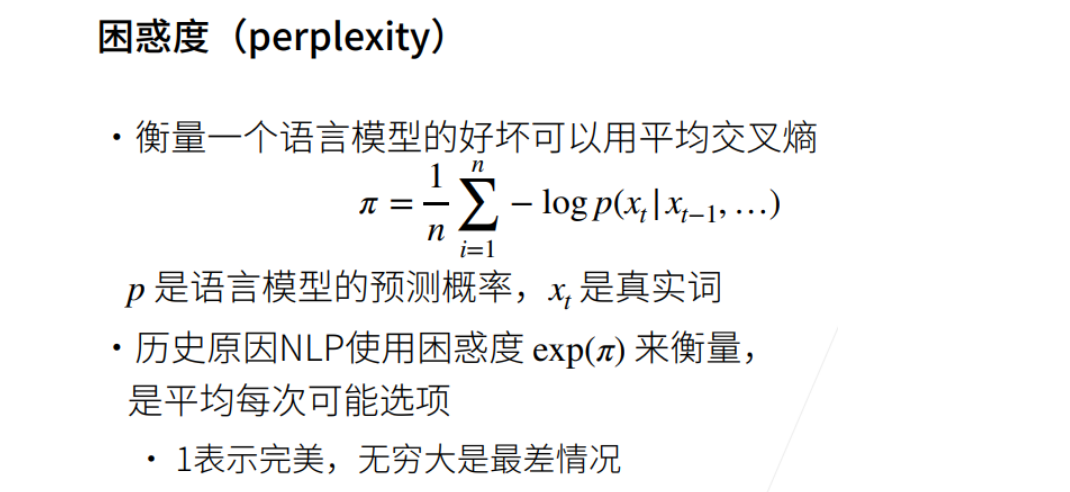 困惑度（perplexity）
・衡量一个语言模型的好坏可以用平均交叉熵
π = \frac{1}{n} \sum_{i=1}^{n} − log p(x_t | x_{t−1}, …)
p 是语言模型的预测概率，x_t 是真实词
・历史原因NLP使用困惑度 exp(π) 来衡量，
是平均每次可能选项
・ 1表示完美，无穷大是最差情况